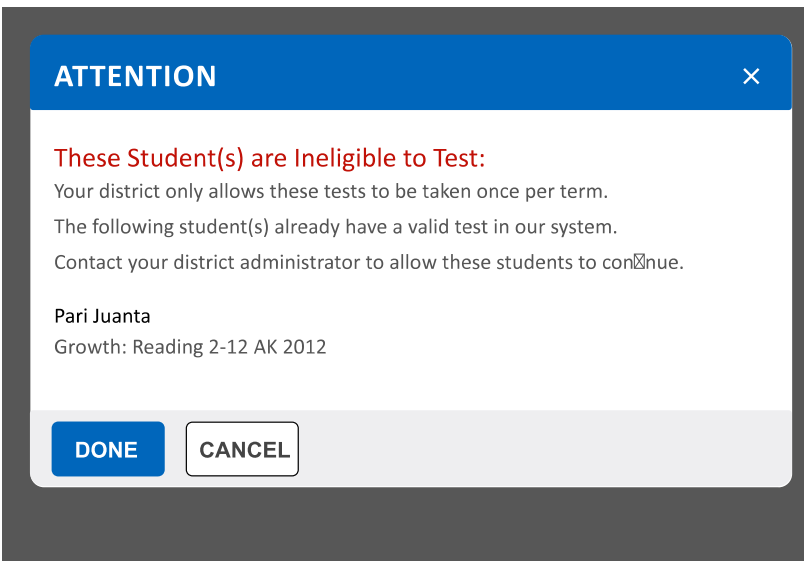 ATTENTION ×
These Student(s) are Ineligible to Test:
Your district only allows these tests to be taken once per term.
The following student(s) already have a valid test in our system.
Contact your district administrator to allow these students to con☒nue.
Pari Juanta
Growth: Reading 2-12 AK 2012
DONE CANCEL